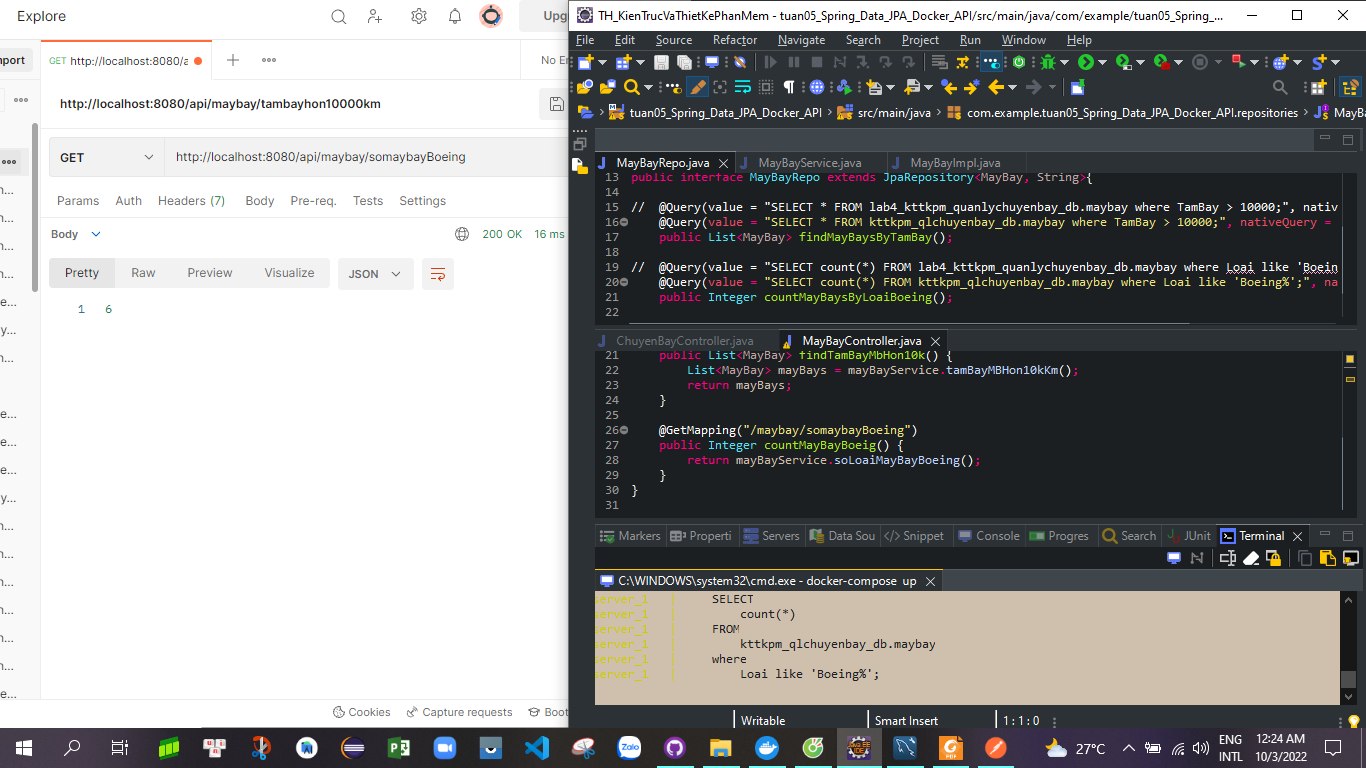 Explore
Upg
nport
GET http://localhost:8080/a
No E
http://localhost:8080/api/maybay/tambayhon10000km
GET
http://localhost:8080/api/maybay/somaybayBoeing
Params Auth Headers (7) Body Pre-req. Tests Settings
Body
200 OK 16 ms
Pretty Raw Preview Visualize JSON
1 6
n...
n...
n...
n...
e...
y...
n...
e...
e...
e...
y...
n...
n...
n...
n...
e...
n...
n...
e...
Cookies Capture requests Boot
TH_KienTrucVaThietKePhanMem - tuan05_Spring_Data_JPA_Docker_API/src/main/java/com/example/tuan05_Spring_...
File Edit Source Refactor Navigate Search Project Run Window Help
tuan05_Spring_Data_JPA_Docker_API src/main/java com.example.tuan05_Spring_Data_JPA_Docker_API.repositories MayBa
MayBayRepo.java MayBayService.java MayBayImpl.java
13 public interface MayBayRepo extends JpaRepository<MayBay, String>{
14
15 // @Query(value = "SELECT * FROM lab4_kttkpm_quanlychuyenbay_db.maybay where TamBay > 10000;", nativ
16 @Query(value = "SELECT * FROM kttkpm_qlchuyenbay_db.maybay where TamBay > 10000;", nativeQuery =
17 public List<MayBay> findMayBaysByTamBay();
18
19 // @Query(value = "SELECT count(*) FROM lab4_kttkpm_quanlychuyenbay_db.maybay where Loai like 'Boein
20 @Query(value = "SELECT count(*) FROM kttkpm_qlchuyenbay_db.maybay where Loai like 'Boeing%';", na
21 public Integer countMayBaysByLoaiBoeing();
22
ChuyenBayController.java MayBayController.java
21 public List<MayBay> findTamBayMbHon10k() {
22 List<MayBay> mayBays = mayBayService.tamBayMBHon10kKm();
23 return mayBays;
24 }
25
26 @GetMapping("/maybay/somaybayBoeing")
27 public Integer countMayBayBoeig() {
28 return mayBayService.soLoaiMayBayBoeing();
29 }
30 }
31
Markers Properti Servers Data Sou Snippet Console Progres Search JUnit Terminal
C:\WINDOWS\system32\cmd.exe - docker-compose up
server_1 | SELECT
server_1 | count(*)
server_1 | FROM
server_1 | kttkpm_qlchuyenbay_db.maybay
server_1 | where
server_1 | Loai like 'Boeing%';
Writable Smart Insert 1 : 1 : 0
Zalo
27°C
ENG
INTL
12:24 AM
10/3/2022